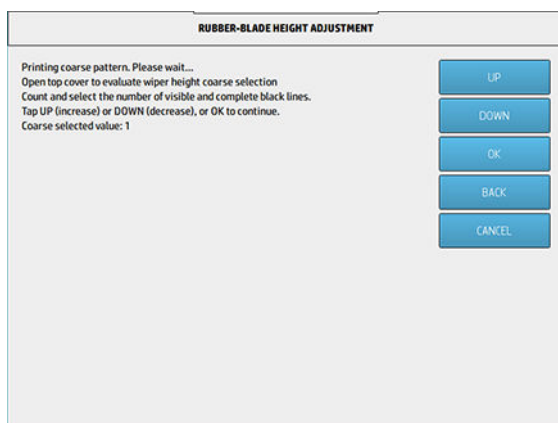 RUBBER-BLADE HEIGHT ADJUSTMENT
Printing coarse pattern. Please wait...
Open top cover to evaluate wiper height coarse selection
Count and select the number of visible and complete black lines.
Tap UP (increase) or DOWN (decrease), or OK to continue.
Coarse selected value: 1
UP
DOWN
OK
BACK
CANCEL